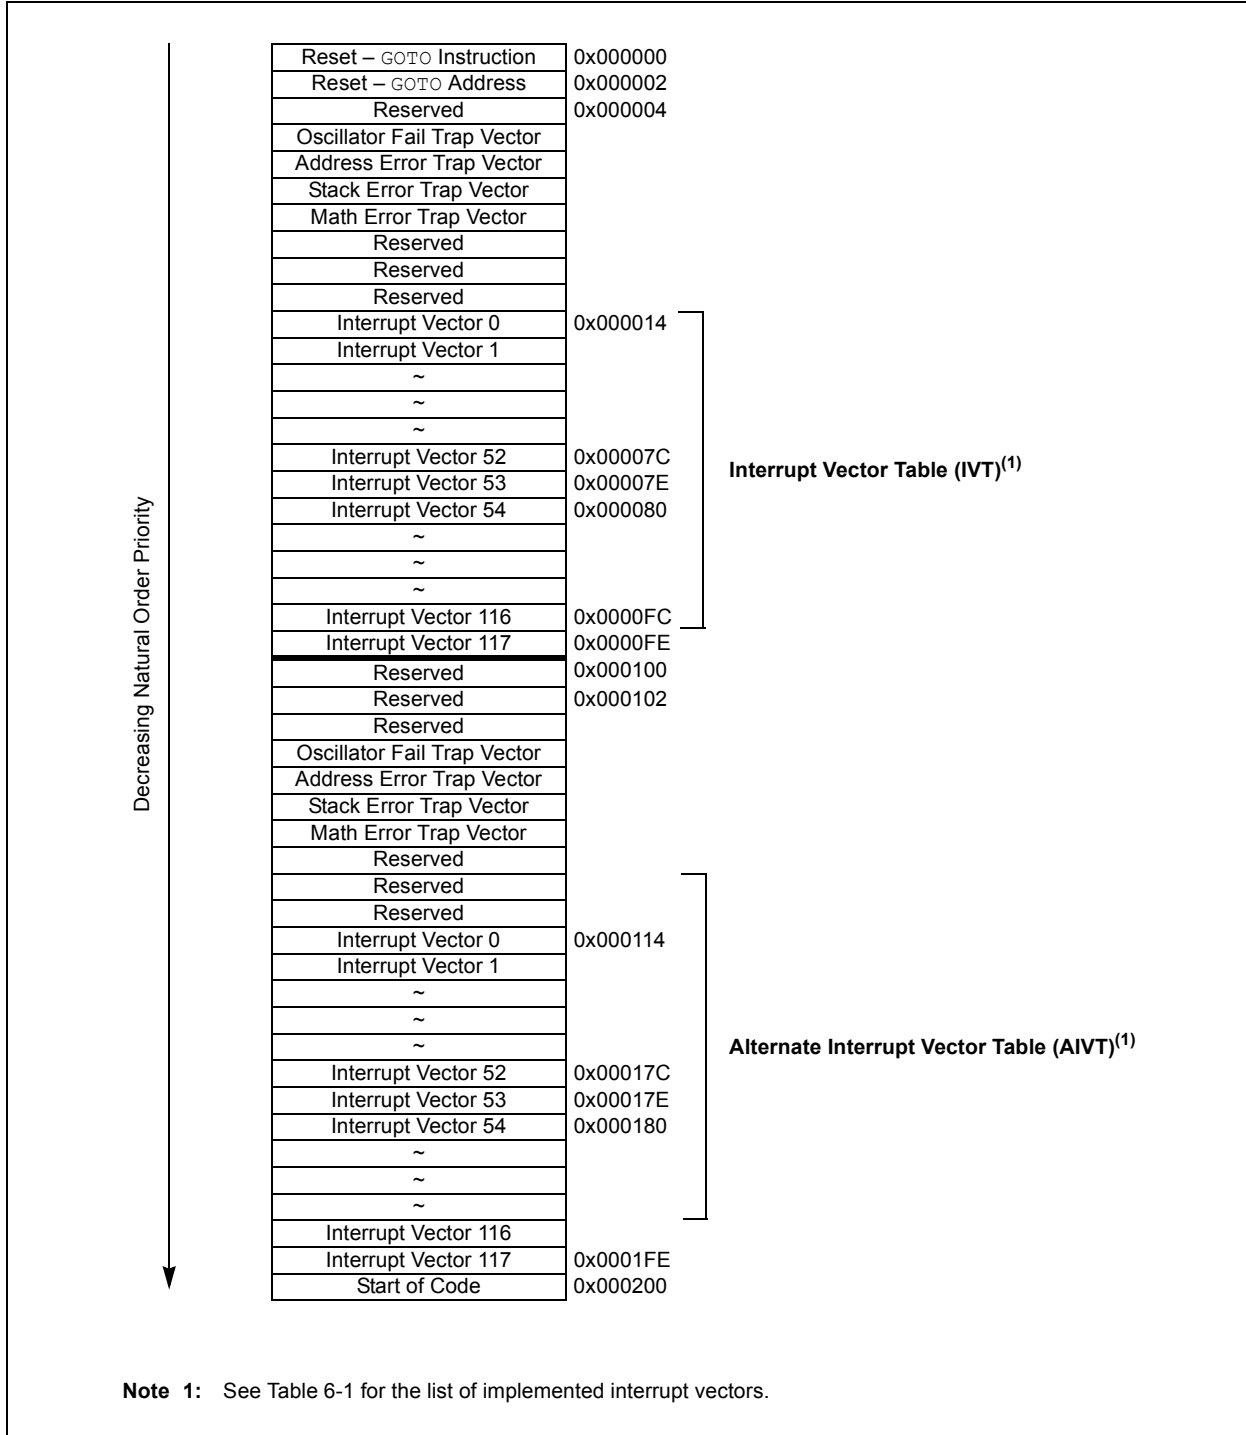 Decreasing Natural Order Priority
Reset – GOTO Instruction 0x000000
Reset – GOTO Address 0x000002
Reserved 0x000004
Oscillator Fail Trap Vector
Address Error Trap Vector
Stack Error Trap Vector
Math Error Trap Vector
Reserved
Reserved
Reserved
Interrupt Vector 0 0x000014
Interrupt Vector 1
~
~
~
Interrupt Vector 52 0x00007C
Interrupt Vector Table (IVT)(1)
Interrupt Vector 53 0x00007E
Interrupt Vector 54 0x000080
~
~
~
Interrupt Vector 116 0x0000FC
Interrupt Vector 117 0x0000FE
Reserved 0x000100
Reserved 0x000102
Reserved
Oscillator Fail Trap Vector
Address Error Trap Vector
Stack Error Trap Vector
Math Error Trap Vector
Reserved
Reserved
Reserved
Interrupt Vector 0 0x000114
Interrupt Vector 1
~
~
~
Alternate Interrupt Vector Table (AIVT)(1)
Interrupt Vector 52 0x00017C
Interrupt Vector 53 0x00017E
Interrupt Vector 54 0x000180
~
~
~
Interrupt Vector 116
Interrupt Vector 117 0x0001FE
Start of Code 0x000200
Note 1: See Table 6-1 for the list of implemented interrupt vectors.